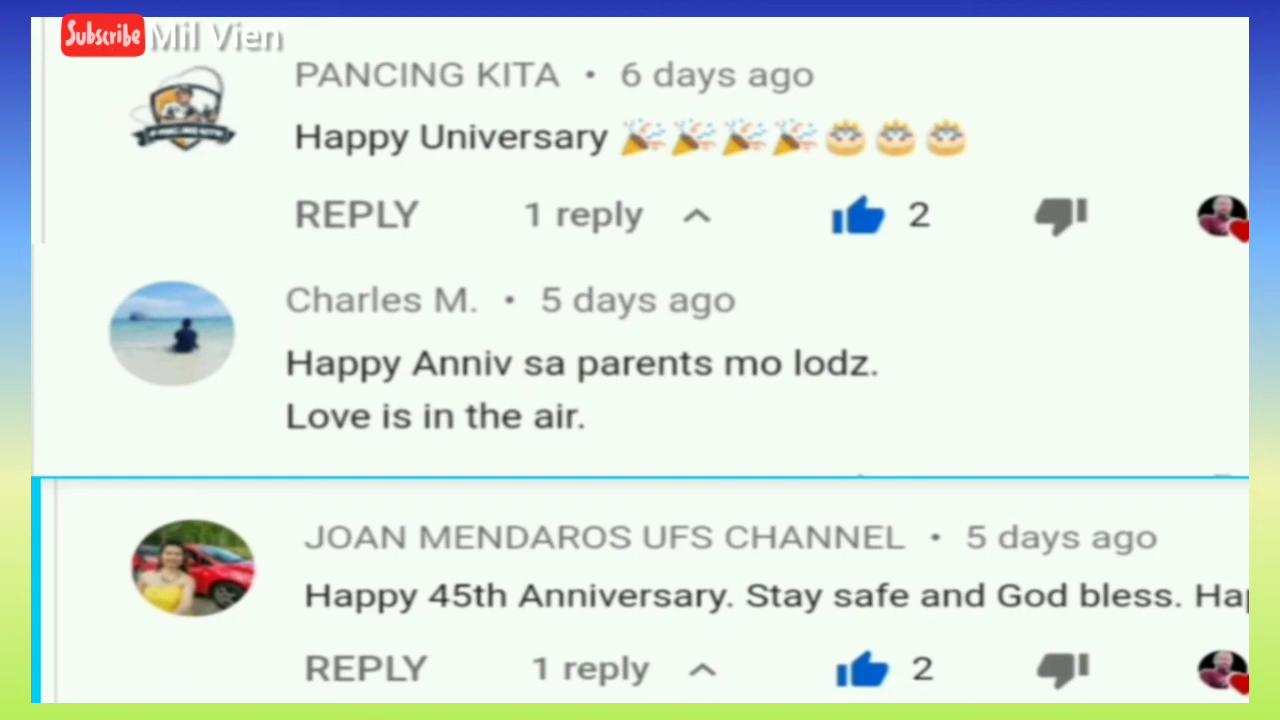 Subscribe Mil Vien
PANCING KITA • 6 days ago
Happy Universary 🎉🎉🎉🎉🎂🎂🎂
REPLY 1 reply 2
Charles M. • 5 days ago
Happy Anniv sa parents mo lodz.
Love is in the air.
JOAN MENDAROS UFS CHANNEL • 5 days ago
Happy 45th Anniversary. Stay safe and God bless. Hap
REPLY 1 reply 2